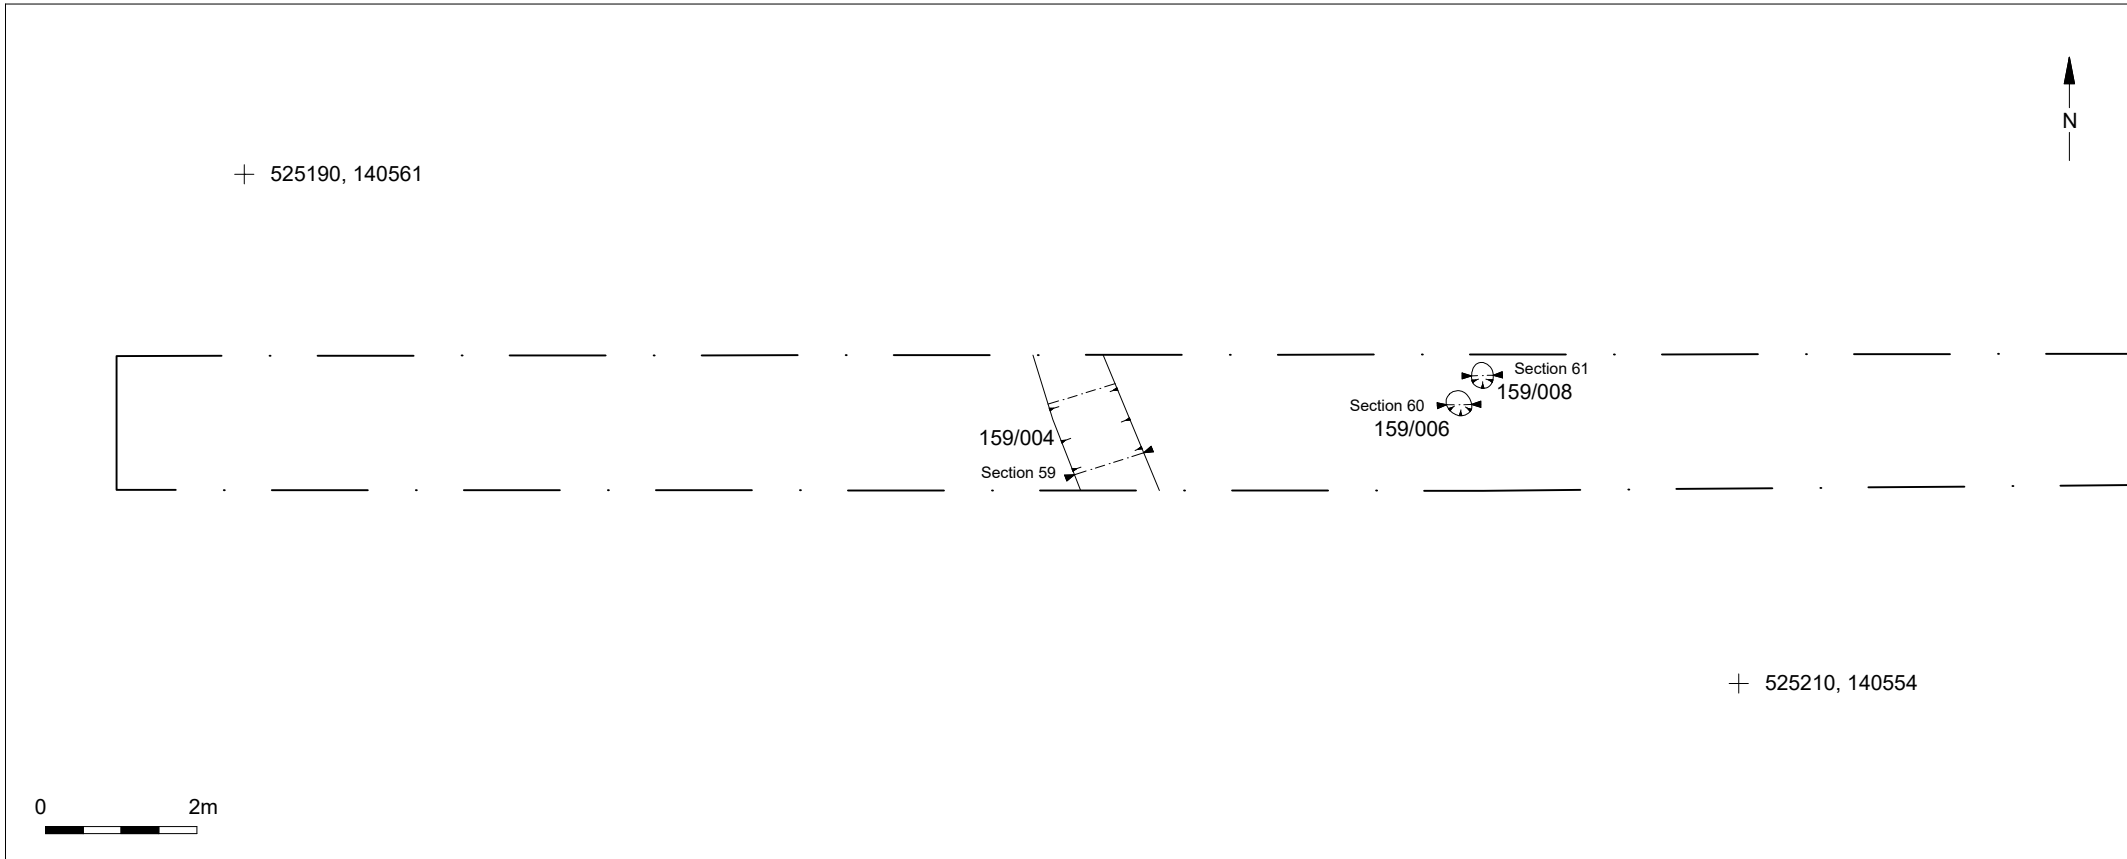 N
525190, 140561
Section 61
159/008
Section 60
159/006
159/004
Section 59
525210, 140554
0 2m